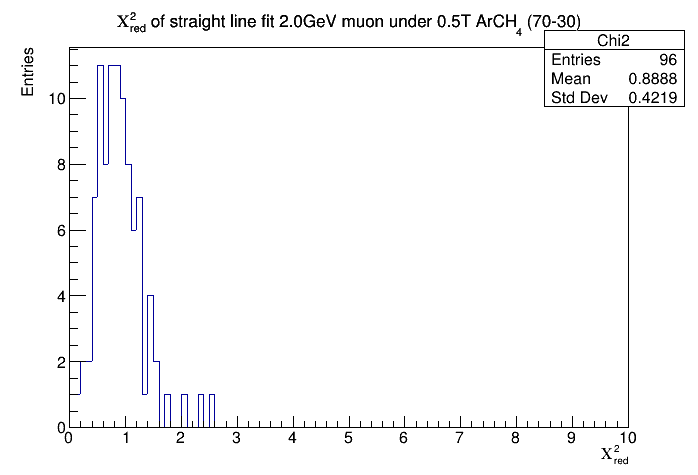 X²red of straight line fit 2.0GeV muon under 0.5T ArCH4 (70-30)
Chi2
Entries 96
Mean 0.8888
Std Dev 0.4219
Entries
10
8
6
4
2
0
0 1 2 3 4 5 6 7 8 9 10
X²red